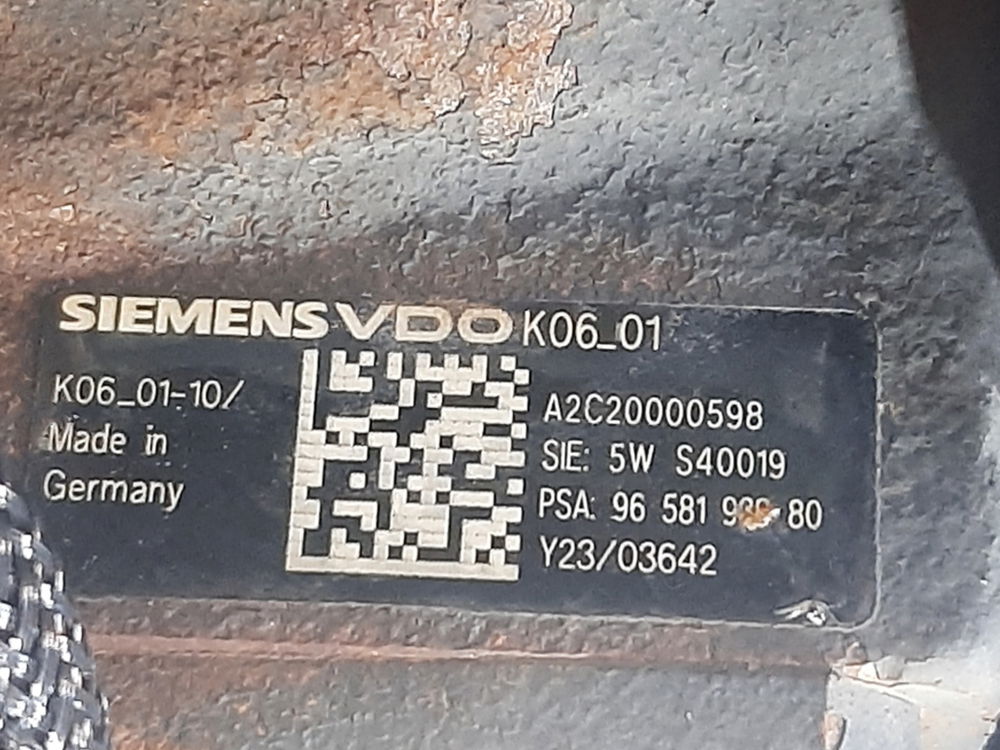 SIEMENS VDO K06_01
K06_01-10/
Made in
Germany
A2C20000598
SIE: 5W S40019
PSA: 96 581 80
Y23/03642